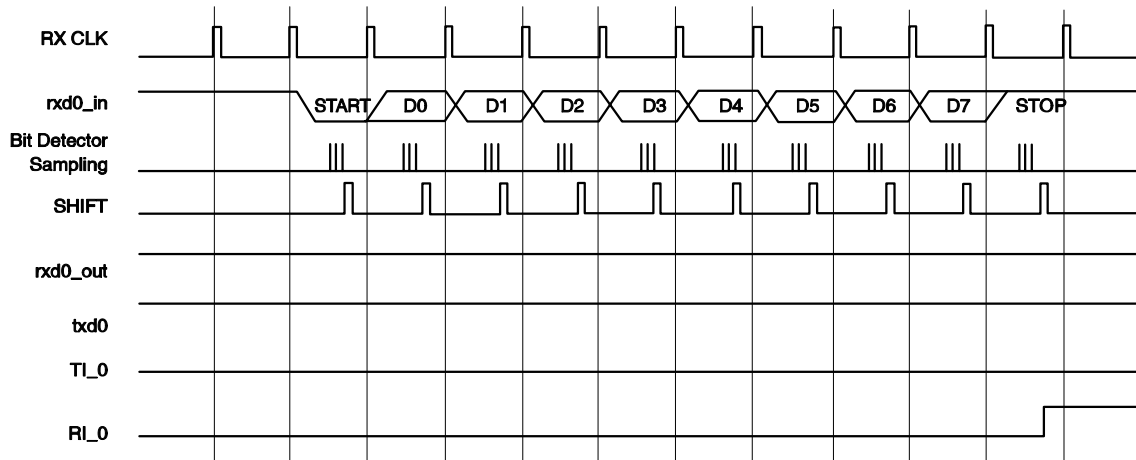 RX CLK
rxd0_in START D0 D1 D2 D3 D4 D5 D6 D7 STOP
Bit Detector
Sampling
SHIFT
rxd0_out
txd0
TI_0
RI_0